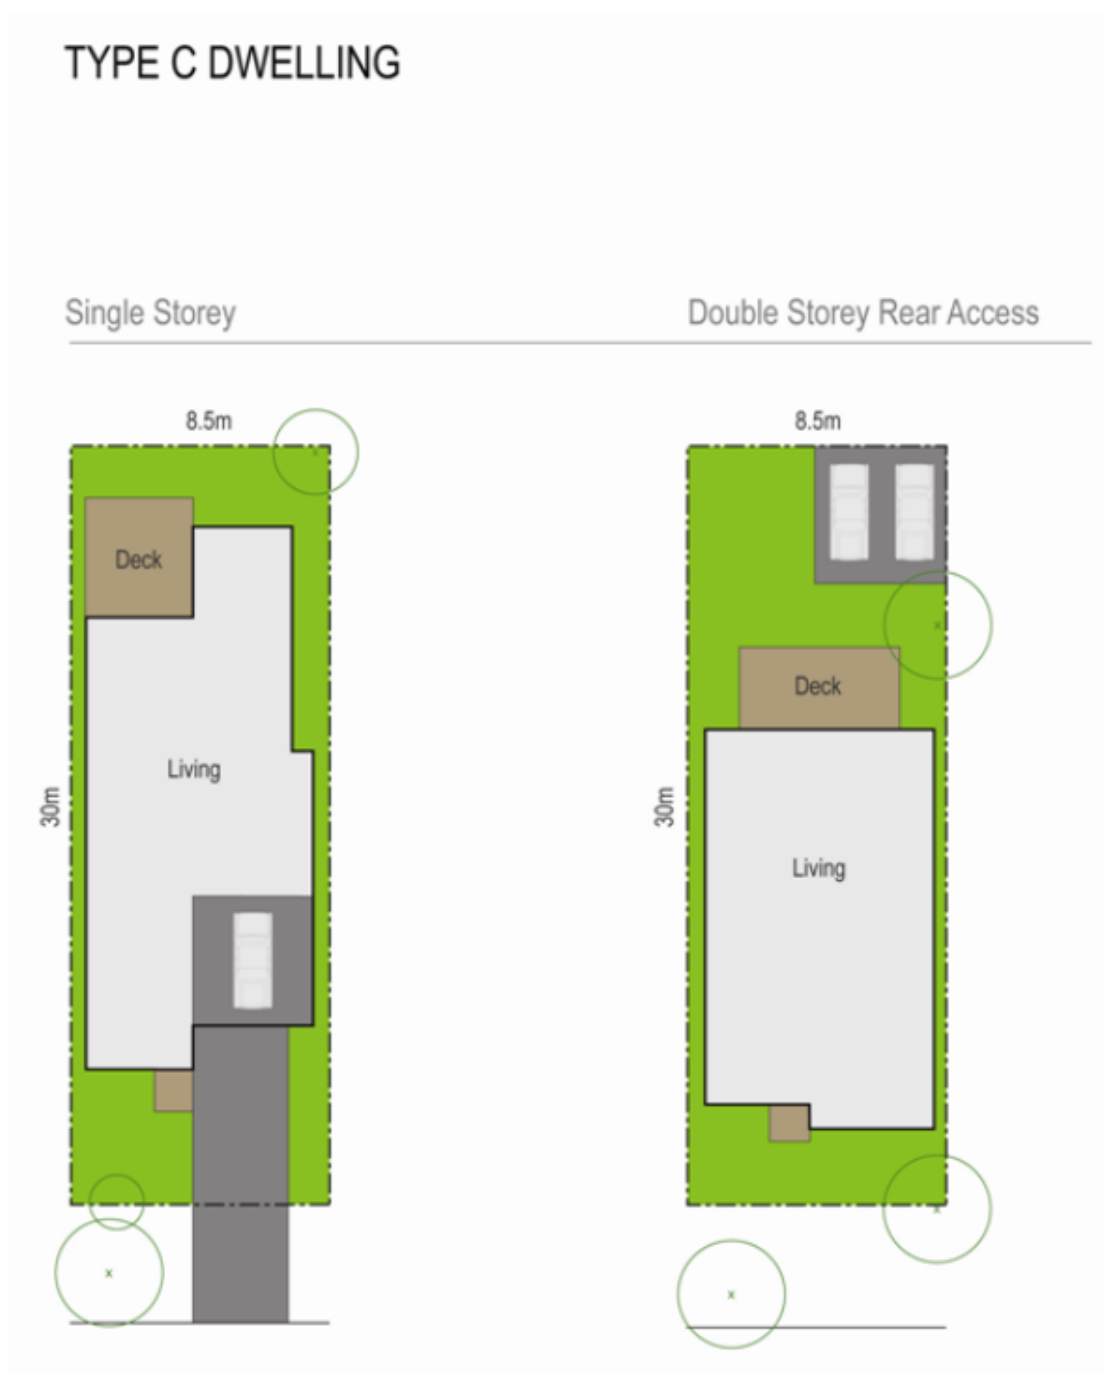 TYPE C DWELLING
Single Storey
Double Storey Rear Access
8.5m
Deck
Living
30m
8.5m
Deck
Living
30m